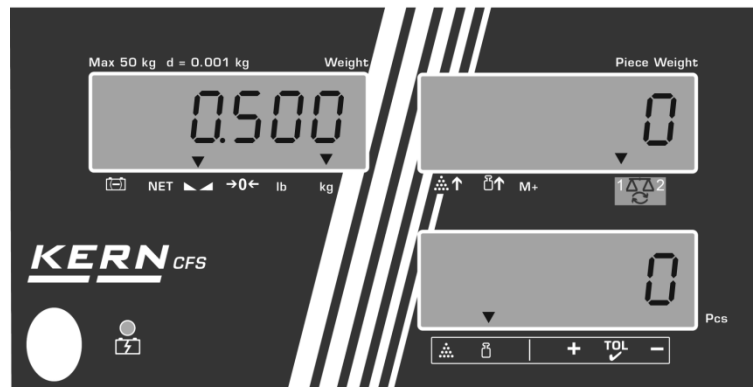 Max 50 kg d = 0.001 kg Weight
Piece Weight
0.500
0
NET →0← lb kg
M+ 1 2
KERN CFS
0
Pcs
+ TOL −